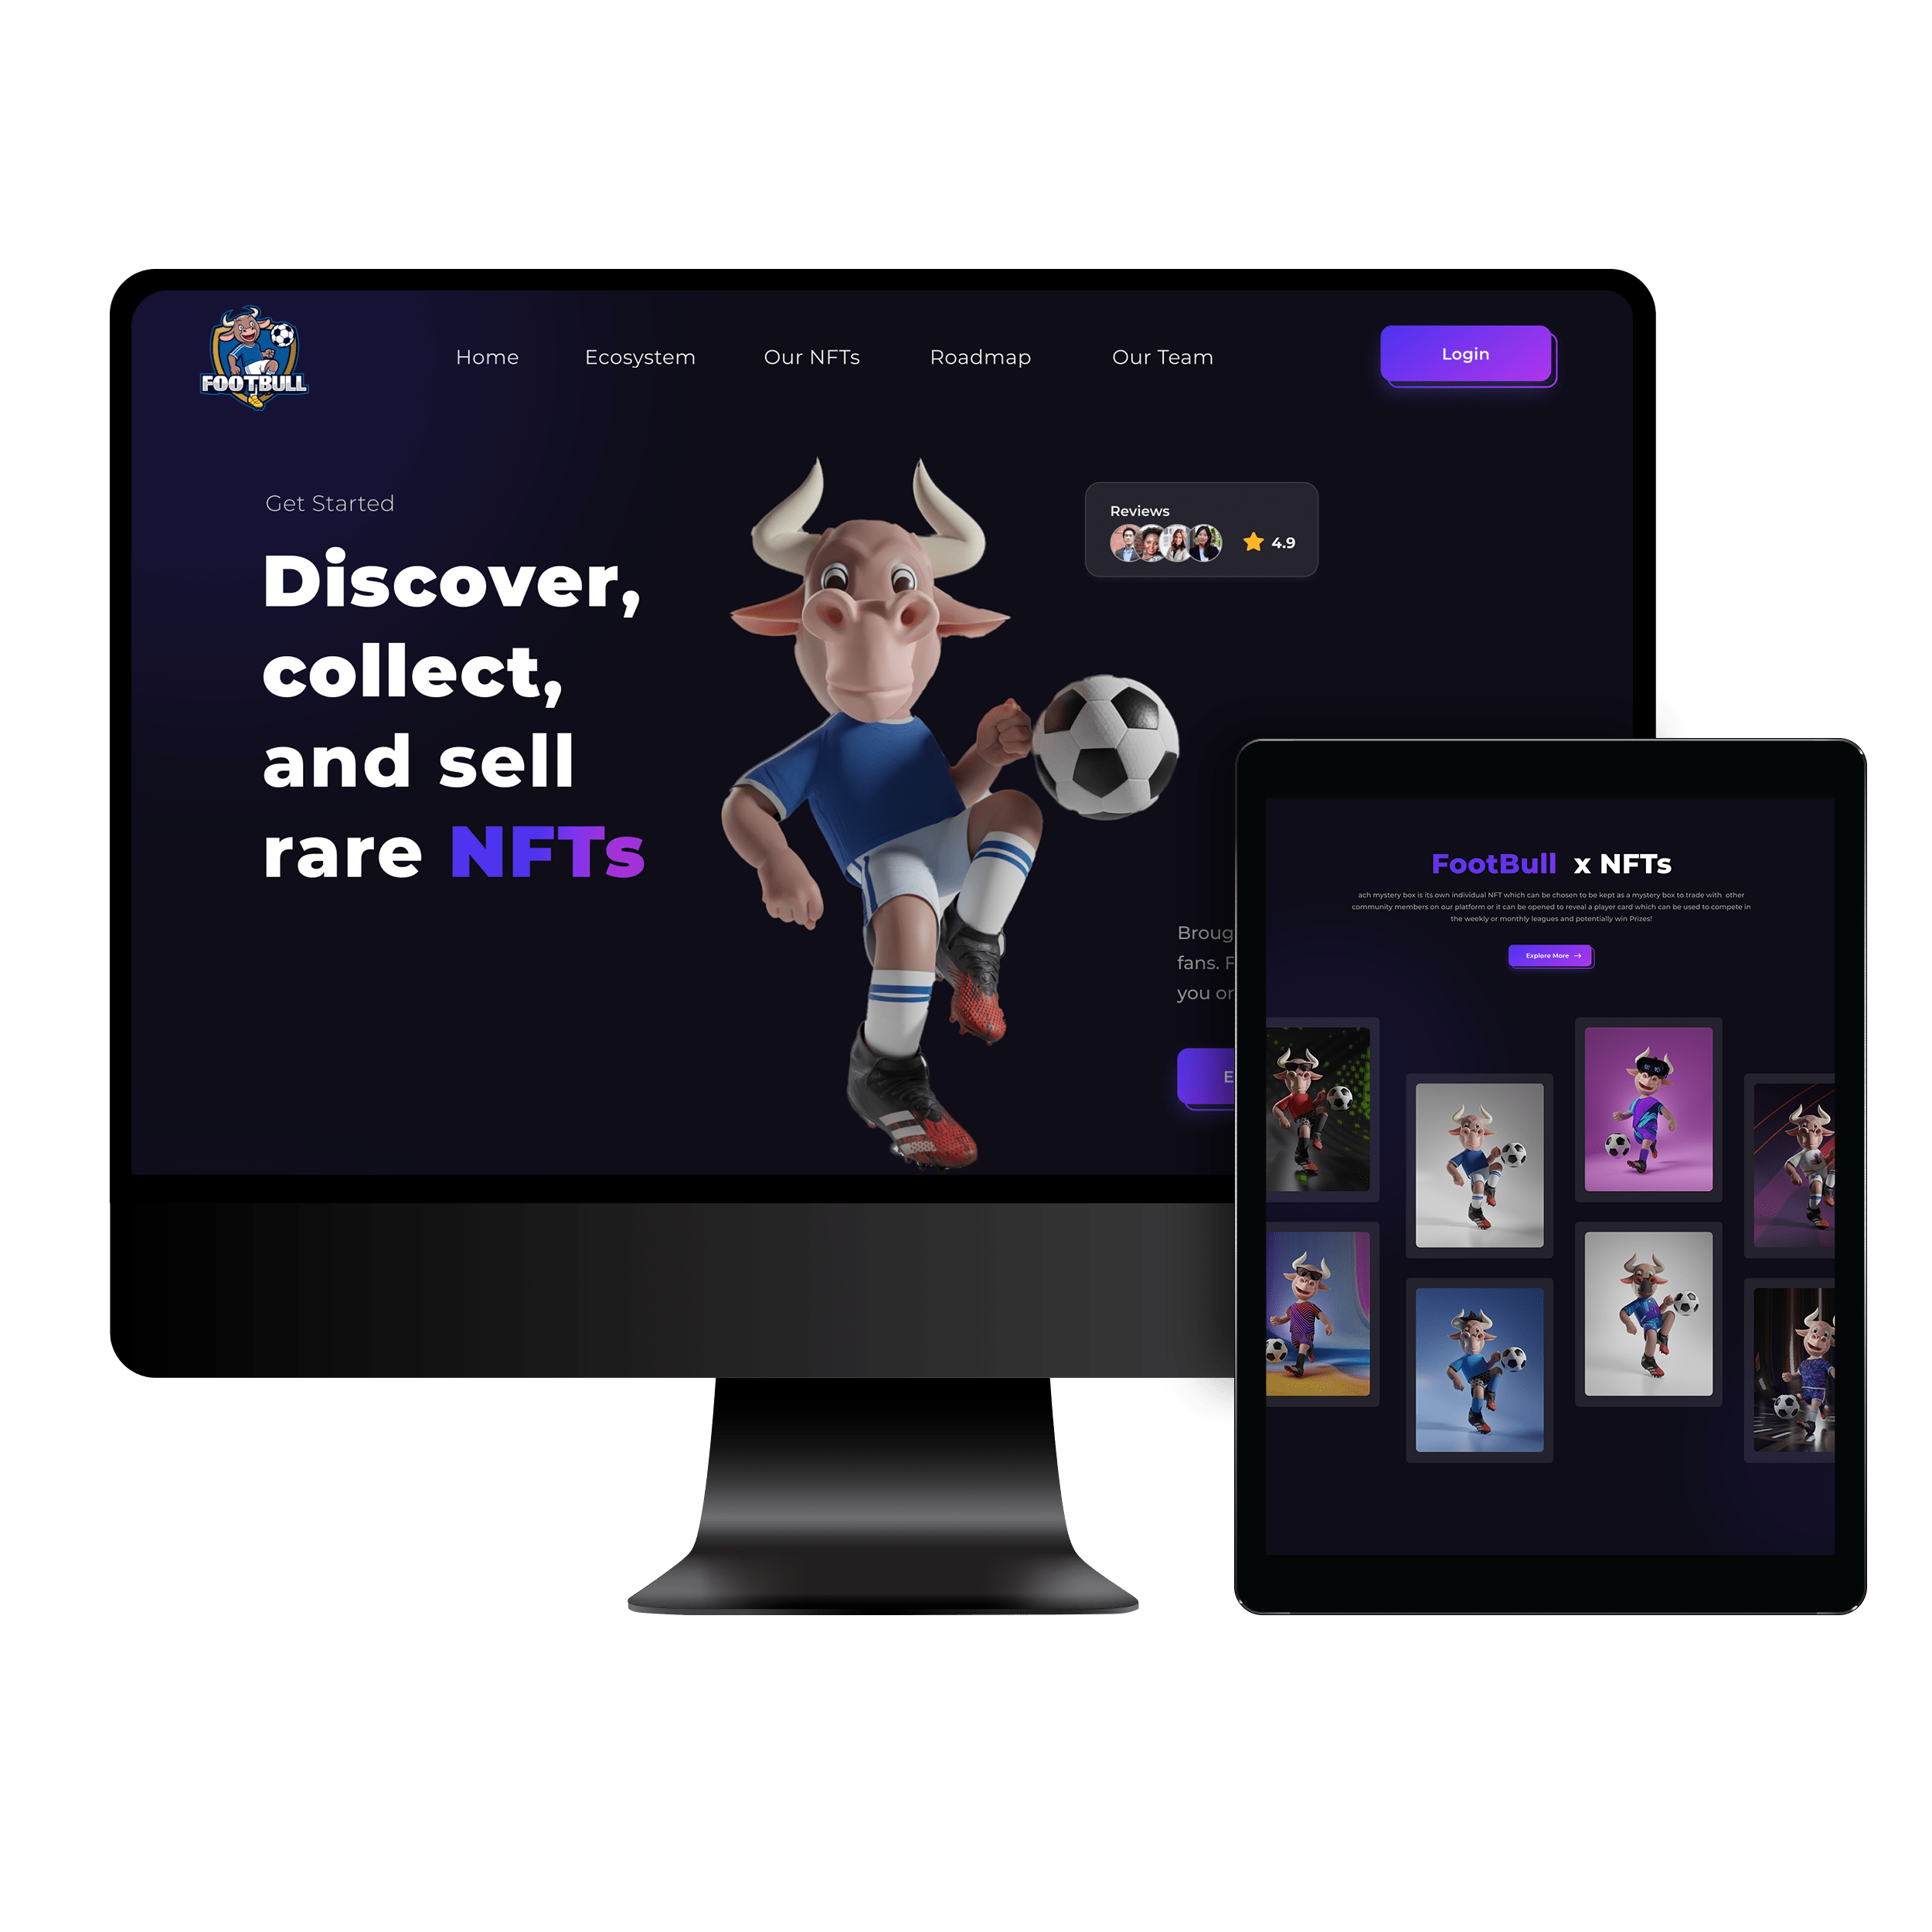 FOOTBULL
Home
Ecosystem
Our NFTs
Roadmap
Our Team
Login
Get Started
Discover,
collect,
and sell
rare NFTs
Reviews
4.9
Broug
fans. F
you or
E
FootBull x NFTs
ach mystery box is its own individual NFT which can be chosen to be kept as a mystery box to trade with other
community members on our platform or it can be opened to reveal a player card which can be used to compete in
the weekly or monthly leagues and potentially win Prizes!
Explore More